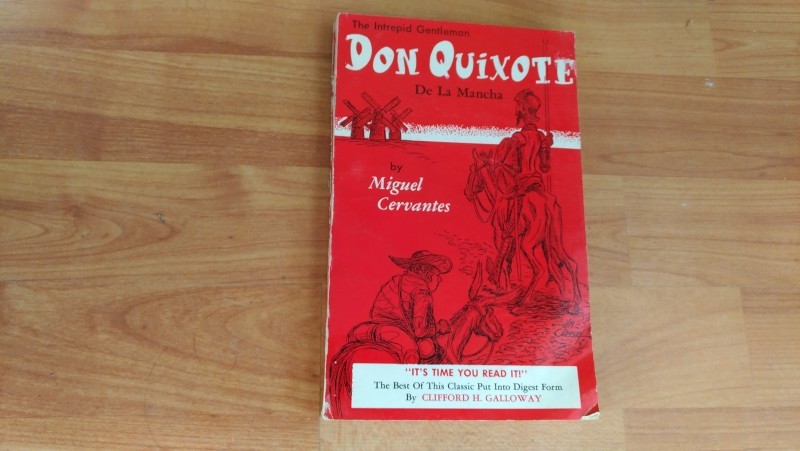 The Intrepid Gentleman
DON QUiXOTE
De La Mancha
by
Miguel
Cervantes
"IT'S TIME YOU READ IT!"
The Best Of This Classic Put Into Digest Form
By CLIFFORD H. GALLOWAY